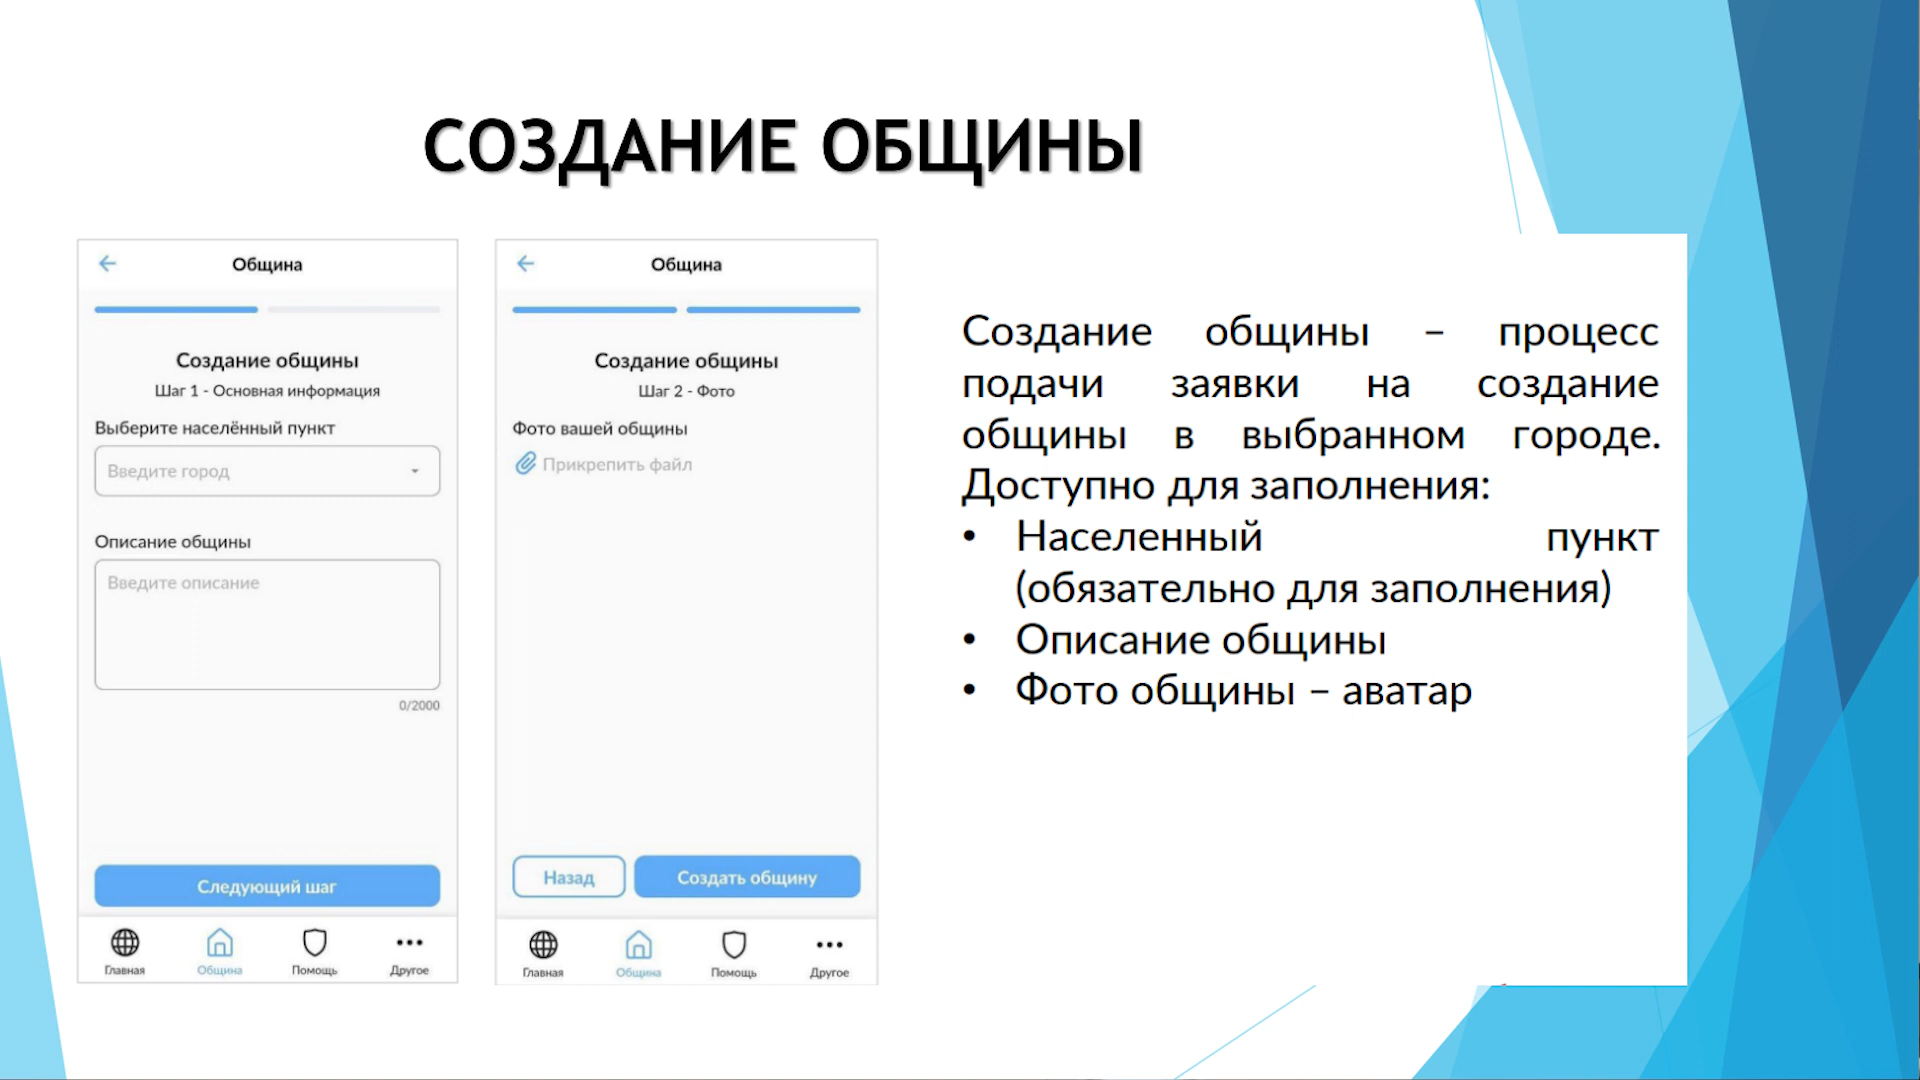 СОЗДАНИЕ ОБЩИНЫ
Община
Создание общины
Шаг 1 - Основная информация
Выберите населённый пункт
Введите город
Описание общины
Введите описание
0/2000
Следующий шаг
Главная Община Помощь Другое
Община
Создание общины
Шаг 2 - Фото
Фото вашей общины
Прикрепить файл
Назад Создать общину
Главная Община Помощь Другое
Создание общины – процесс
подачи заявки на создание
общины в выбранном городе.
Доступно для заполнения:
• Населенный пункт
(обязательно для заполнения)
• Описание общины
• Фото общины – аватар